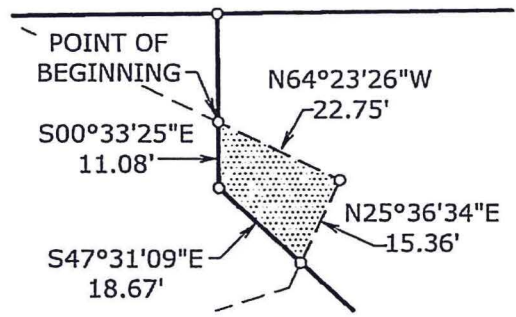 POINT OF
BEGINNING
N64°23'26"W
22.75'
S00°33'25"E
11.08'
N25°36'34"E
15.36'
S47°31'09"E
18.67'